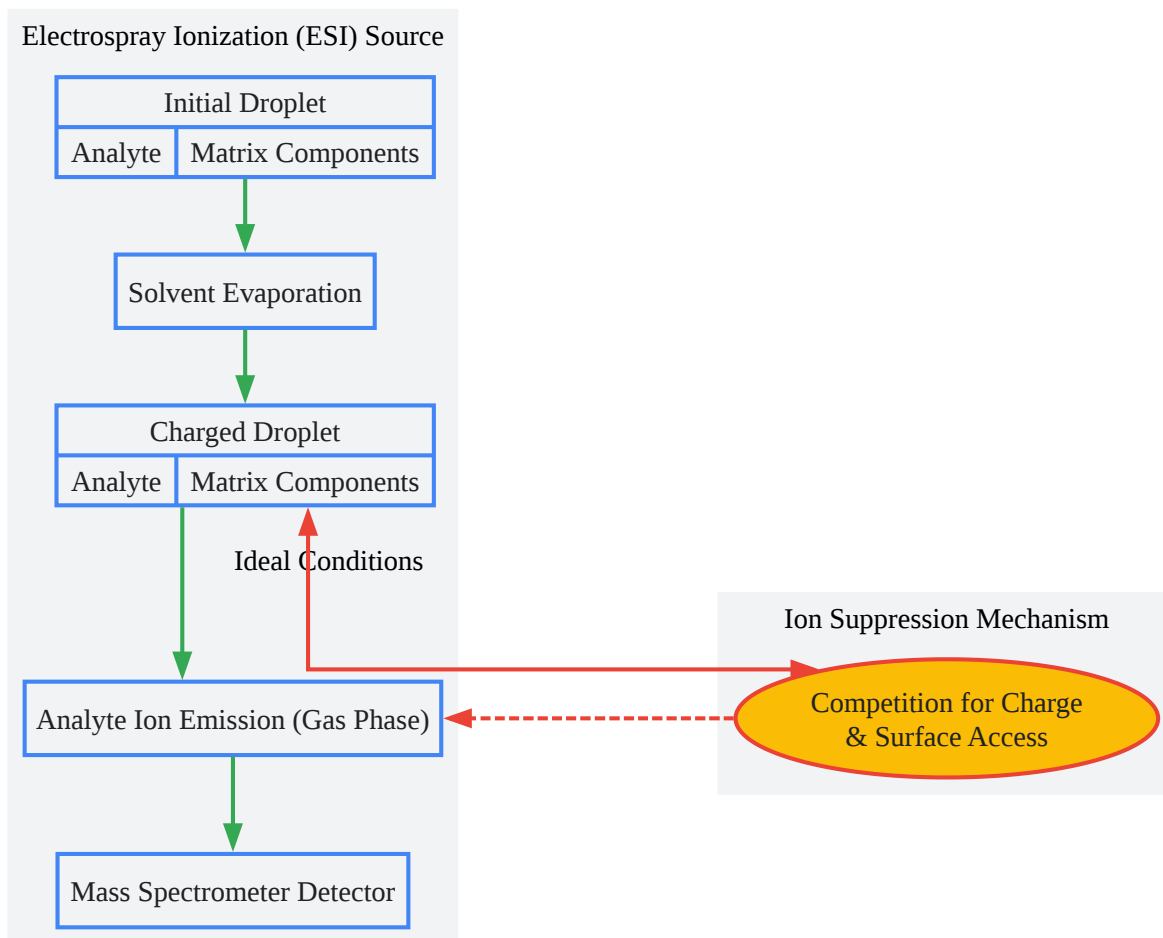 Electrospray Ionization (ESI) Source
Initial Droplet
Analyte
Matrix Components
Solvent Evaporation
Charged Droplet
Analyte
Matrix Components
Ideal Conditions
Ion Suppression Mechanism
Analyte Ion Emission (Gas Phase)
Competition for Charge
& Surface Access
Mass Spectrometer Detector